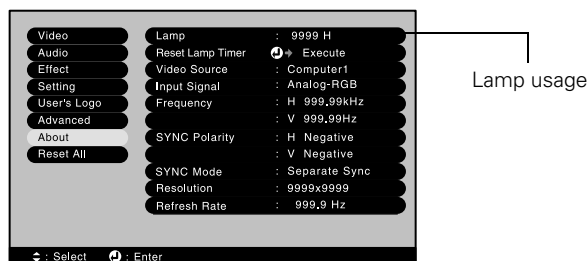 Video
Audio
Effect
Setting
User's Logo
Advanced
About
Reset All
Lamp : 9999 H
Reset Lamp Timer Execute
Video Source : Computer1
Input Signal : Analog-RGB
Frequency : H 999.99kHz
: V 999.99Hz
SYNC Polarity : H Negative
: V Negative
SYNC Mode : Separate Sync
Resolution : 9999x9999
Refresh Rate : 999.9 Hz
: Select : Enter
Lamp usage